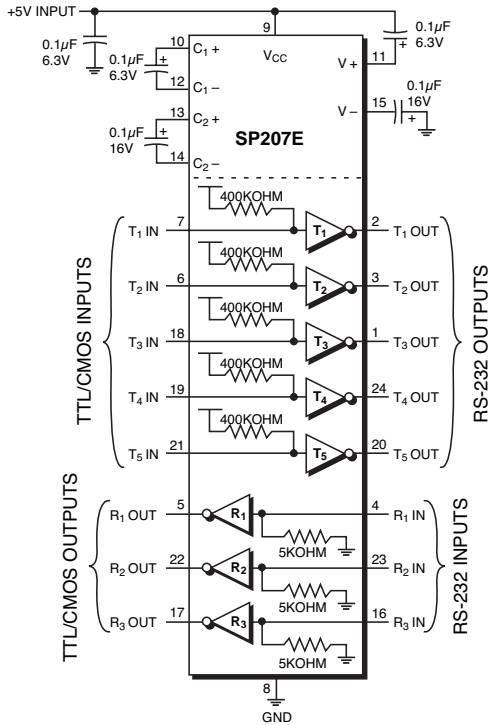 +5V INPUT
0.1µF
6.3V
9
VCC
10
C1 +
0.1µF
6.3V
12
C1 –
13
C2 +
0.1µF
16V
14
C2 –
V +
11
0.1µF
6.3V
V –
15
0.1µF
16V
SP207E
TTL/CMOS INPUTS
RS-232 OUTPUTS
400KOHM
T1 IN
7
T1
2
T1 OUT
400KOHM
T2 IN
6
T2
3
T2 OUT
400KOHM
T3 IN
18
T3
1
T3 OUT
400KOHM
T4 IN
19
T4
24
T4 OUT
400KOHM
T5 IN
21
T5
20
T5 OUT
TTL/CMOS OUTPUTS
RS-232 INPUTS
R1 OUT
5
R1
4
R1 IN
5KOHM
R2 OUT
22
R2
23
R2 IN
5KOHM
R3 OUT
17
R3
16
R3 IN
5KOHM
8
GND